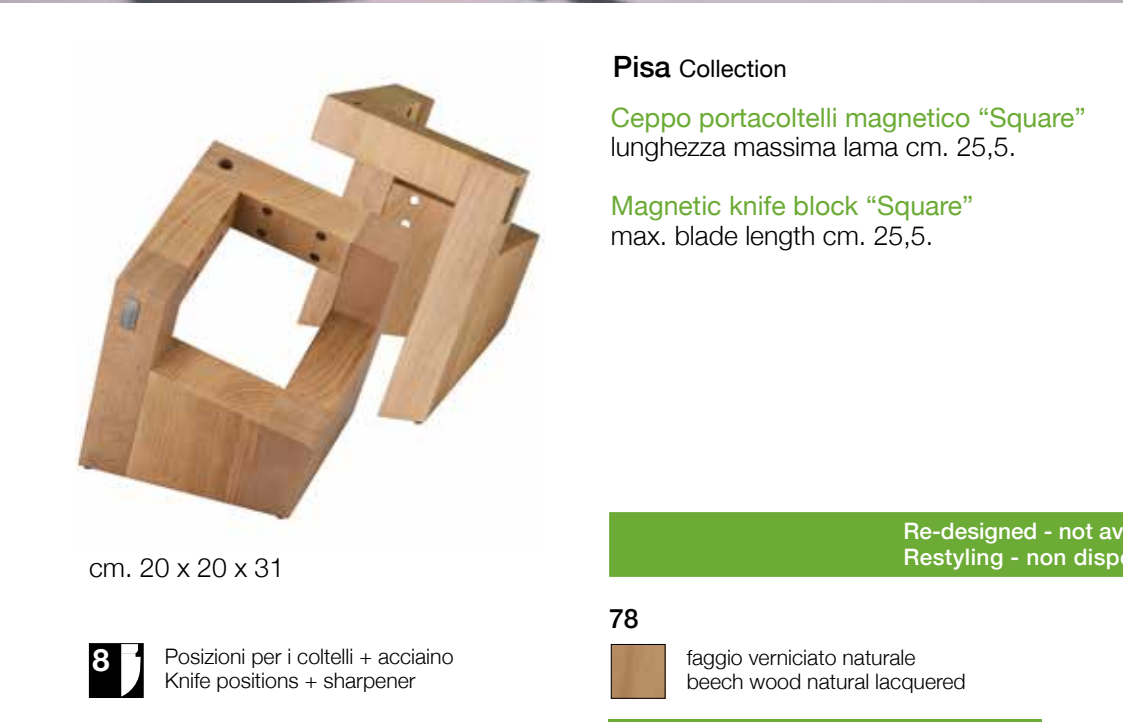 Pisa Collection
Ceppo portacoltelli magnetico “Square”
lunghezza massima lama cm. 25,5.
Magnetic knife block “Square”
max. blade length cm. 25,5.
cm. 20 x 20 x 31
Re-designed - not
Restyling - non
78
8
Posizioni per i coltelli + acciaino
Knife positions + sharpener
faggio verniciato naturale
beech wood natural lacquered